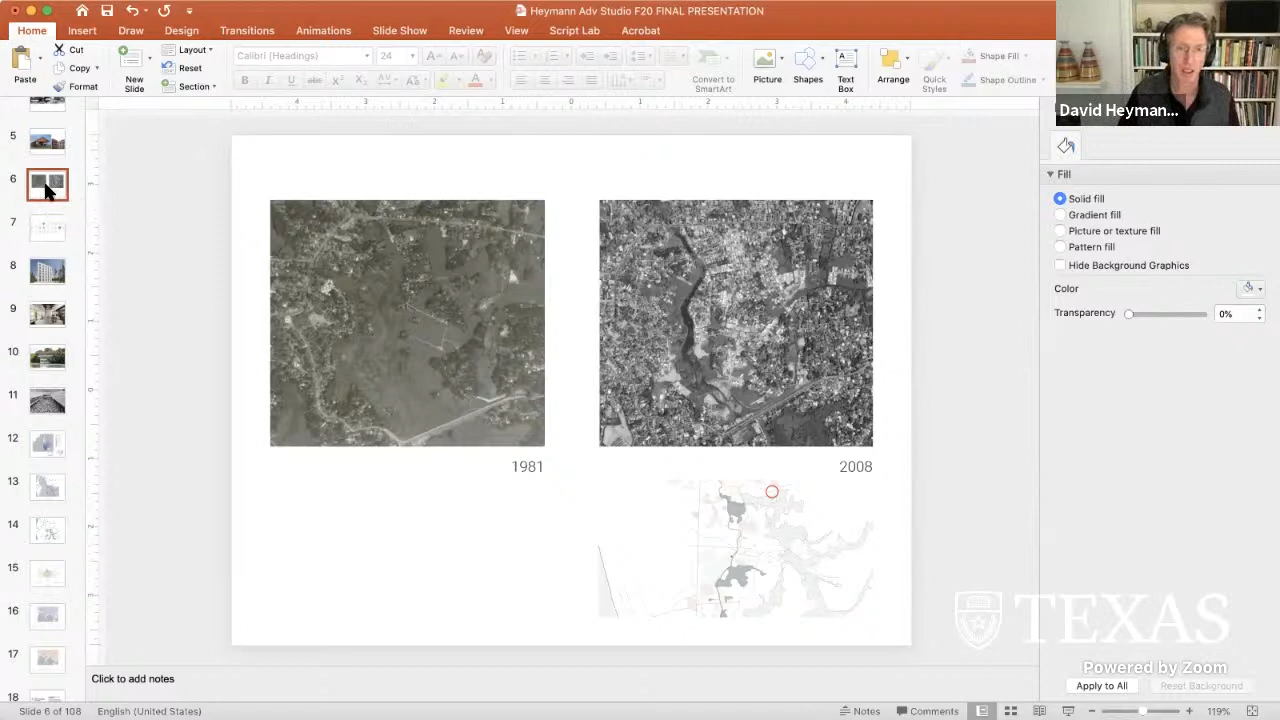 Heymann Adv Studio F20 FINAL PRESENTATION
Home Insert Draw Design Transitions Animations Slide Show Review View Script Lab Acrobat
Paste
Cut
Copy
Format
New Slide
Layout
Reset
Section
Calibri (Headings) 24
Convert to SmartArt
Picture
Shapes
Text Box
Arrange
Quick Styles
Shape Fill
Shape Outline
David Heyman...
5
6
7
8
9
10
11
12
13
14
15
16
17
18
1981
2008
Fill
Solid fill
Gradient fill
Picture or texture fill
Pattern fill
Hide Background Graphics
Color
Transparency 0%
TEXAS
Powered by Zoom
Apply to All Reset Background
Click to add notes
Slide 6 of 108 English (United States) Notes Comments 119%